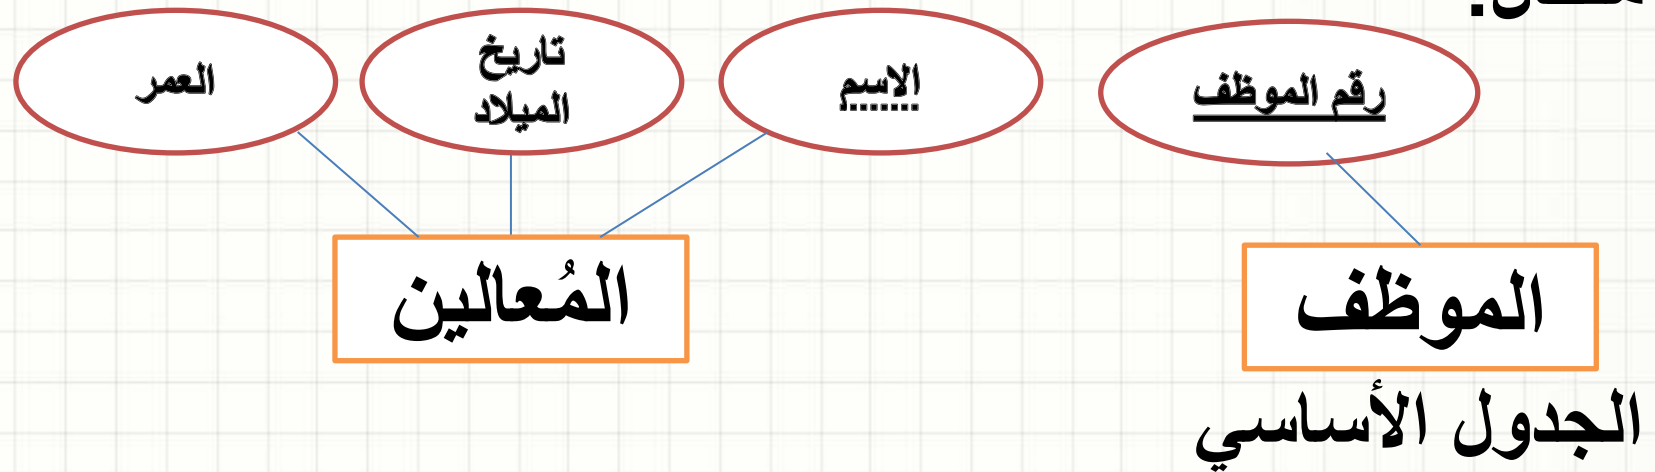 رقم الموظف
الاسم
تاريخ
الميلاد
العمر
الموظف
المُعالين
الجدول الأساسي